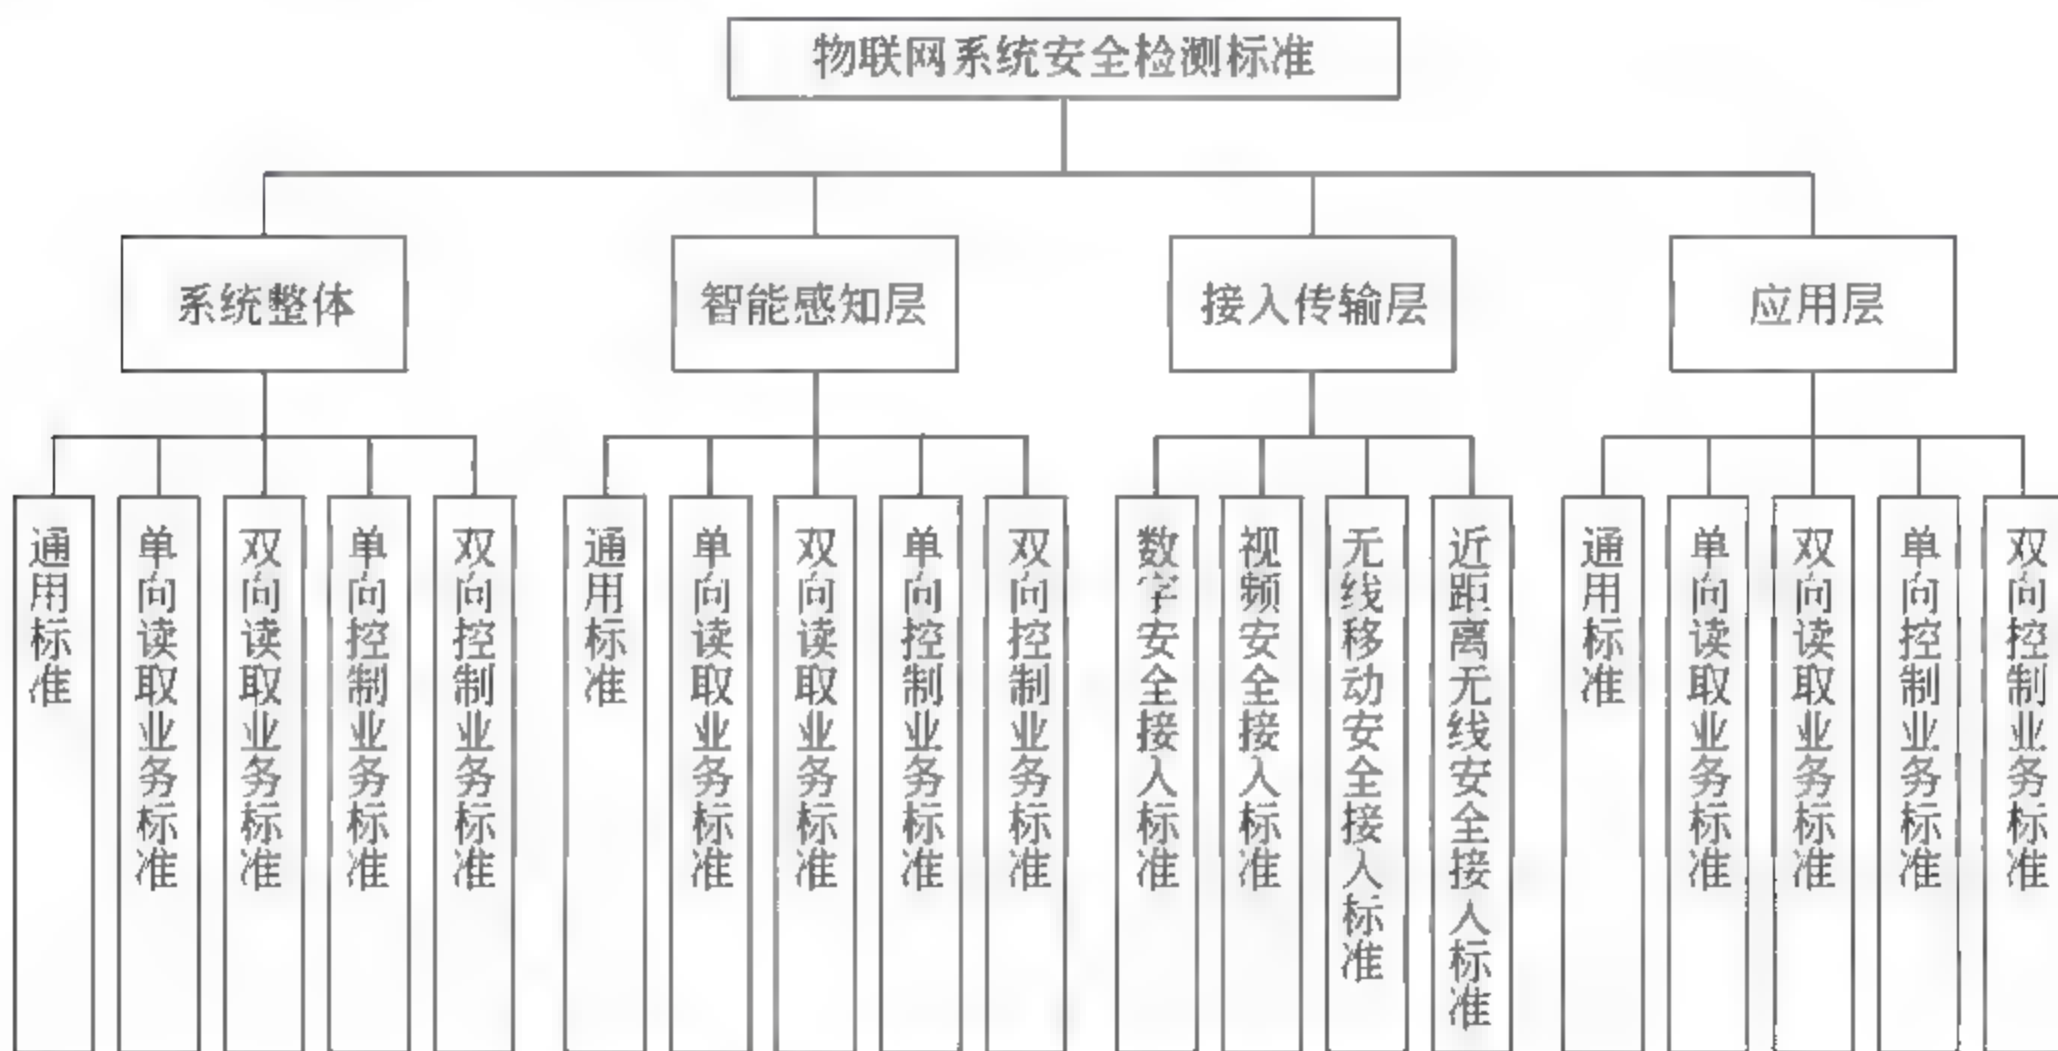 物联网系统安全检测标准
系统整体
智能感知层
接入传输层
应用层
通用标准
单向读取业务标准
双向读取业务标准
单向控制业务标准
双向控制业务标准
通用标准
单向读取业务标准
双向读取业务标准
单向控制业务标准
双向控制业务标准
数字安全接入标准
视频安全接入标准
无线移动安全接入标准
近距离无线安全接入标准
通用标准
单向读取业务标准
双向读取业务标准
单向控制业务标准
双向控制业务标准